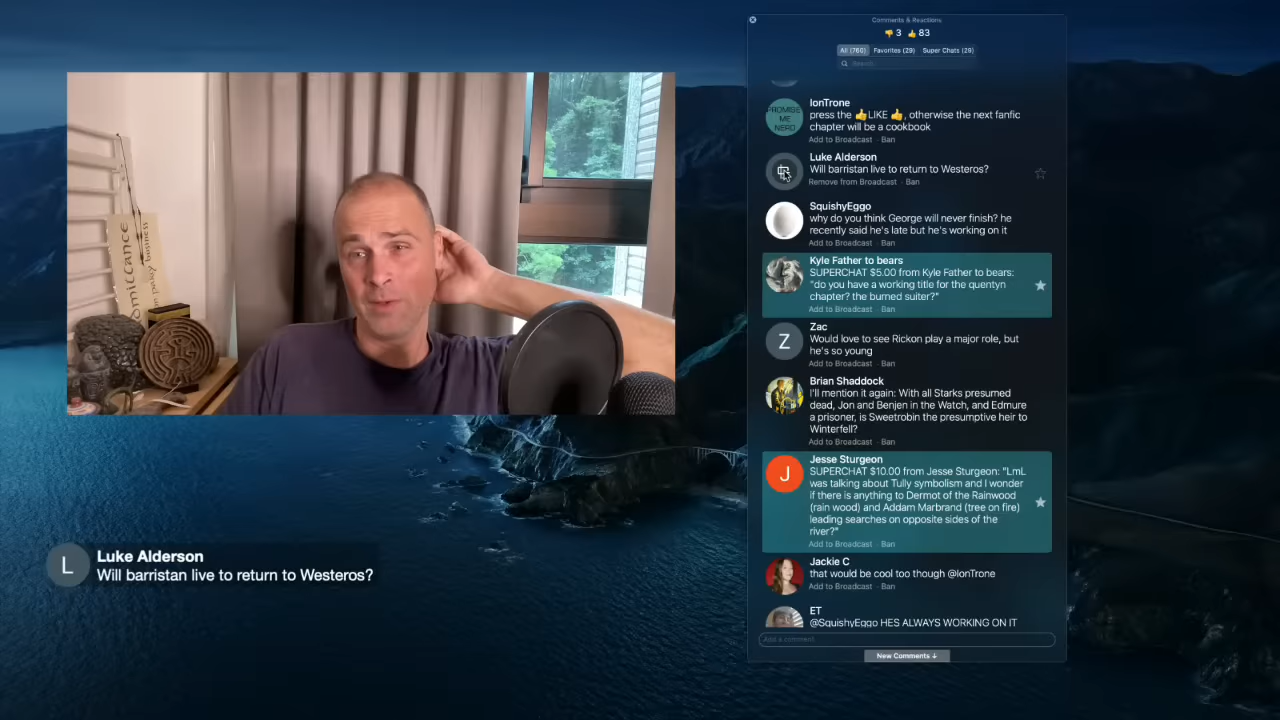 Comments & Reactions
👎 3 👍 83
All (760) Favorites (29) Super Chats (29)
Search
IonTrone
press the 👍LIKE 👍, otherwise the next fanfic
chapter will be a cookbook
Add to Broadcast · Ban
PROMISE
ME
NERD
Luke Alderson
Will barristan live to return to Westeros?
Remove from Broadcast · Ban
SquishyEggo
why do you think George will never finish? he
recently said he's late but he's working on it
Add to Broadcast · Ban
Kyle Father to bears
SUPERCHAT $5.00 from Kyle Father to bears:
"do you have a working title for the quentyn
chapter? the burned suiter?"
Add to Broadcast · Ban
Z
Zac
Would love to see Rickon play a major role, but
he's so young
Add to Broadcast · Ban
Brian Shaddock
I'll mention it again: With all Starks presumed
dead, Jon and Benjen in the Watch, and Edmure
a prisoner, is Sweetrobin the presumptive heir to
Winterfell?
Add to Broadcast · Ban
J
Jesse Sturgeon
SUPERCHAT $10.00 from Jesse Sturgeon: "LmL
was talking about Tully symbolism and I wonder
if there is anything to Dermot of the Rainwood
(rain wood) and Addam Marbrand (tree on fire)
leading searches on opposite sides of the
river?"
Add to Broadcast · Ban
Jackie C
that would be cool too though @IonTrone
Add to Broadcast · Ban
ET
@SquishyEggo HES ALWAYS WORKING ON IT
Add a comment
New Comments ↓
L
Luke Alderson
Will barristan live to return to Westeros?